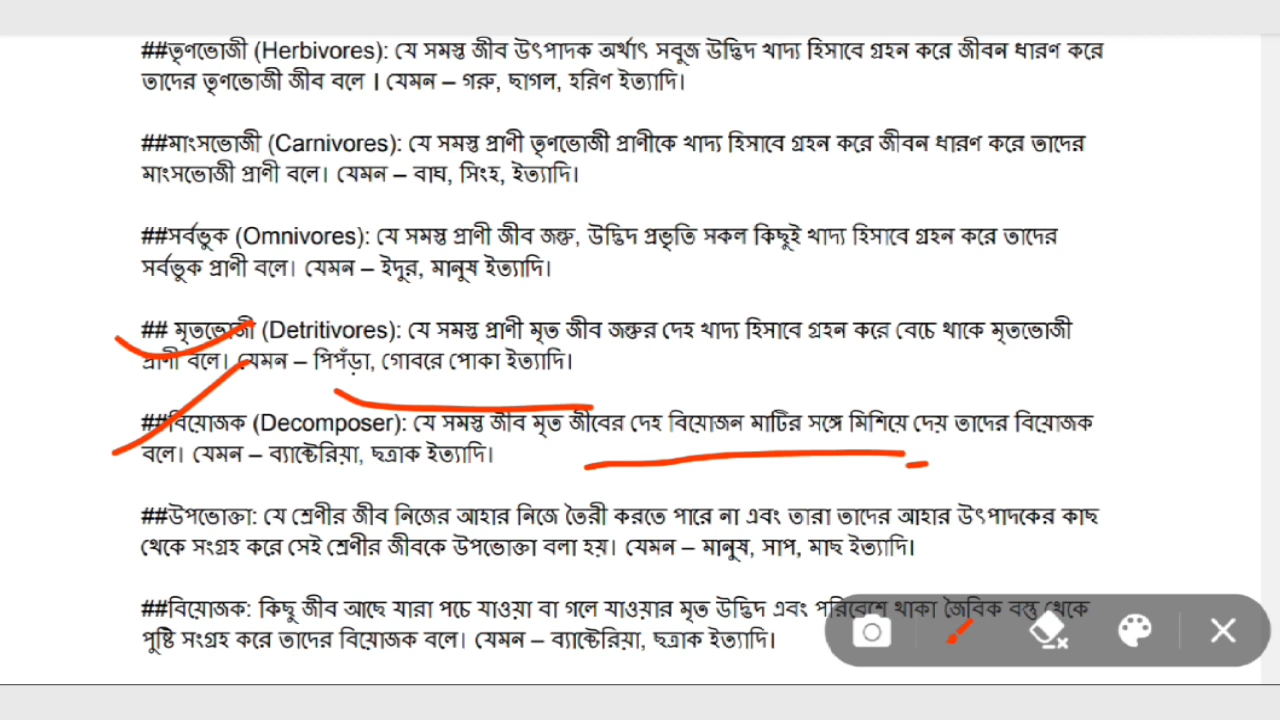 ##তৃণভোজী (Herbivores): যে সমস্ত জীব উৎপাদক অর্থাৎ সবুজ উদ্ভিদ খাদ্য হিসাবে গ্রহন করে জীবন ধারণ করে
তাদের তৃণভোজী জীব বলে । যেমন – গরু, ছাগল, হরিণ ইত্যাদি।
##মাংসভোজী (Carnivores): যে সমস্ত প্রাণী তৃণভোজী প্রাণীকে খাদ্য হিসাবে গ্রহন করে জীবন ধারণ করে তাদের
মাংসভোজী প্রাণী বলে। যেমন – বাঘ, সিংহ, ইত্যাদি।
##সর্বভুক (Omnivores): যে সমস্ত প্রাণী জীব জন্তু, উদ্ভিদ প্রভৃতি সকল কিছুই খাদ্য হিসাবে গ্রহন করে তাদের
সর্বভুক প্রাণী বলে। যেমন – ইদুর, মানুষ ইত্যাদি।
## মৃতভোজী (Detritivores): যে সমস্ত প্রাণী মৃত জীব জন্তুর দেহ খাদ্য হিসাবে গ্রহন করে বেচে থাকে মৃতভোজী
প্রাণী বলে। যেমন – পিপঁড়া, গোবরে পোকা ইত্যাদি।
##বিয়োজক (Decomposer): যে সমস্ত জীব মৃত জীবের দেহ বিয়োজন মাটির সঙ্গে মিশিয়ে দেয় তাদের বিয়োজক
বলে। যেমন – ব্যাক্টেরিয়া, ছত্রাক ইত্যাদি।
##উপভোক্তা: যে শ্রেণীর জীব নিজের আহার নিজে তৈরী করতে পারে না এবং তারা তাদের আহার উৎপাদকের কাছ
থেকে সংগ্রহ করে সেই শ্রেণীর জীবকে উপভোক্তা বলা হয়। যেমন – মানুষ, সাপ, মাছ ইত্যাদি।
##বিয়োজক: কিছু জীব আছে যারা পচে যাওয়া বা গলে যাওয়ার মৃত উদ্ভিদ এবং পরিবেশে থাকা জৈবিক বস্তু থেকে
পুষ্টি সংগ্রহ করে তাদের বিয়োজক বলে। যেমন – ব্যাক্টেরিয়া, ছত্রাক ইত্যাদি।